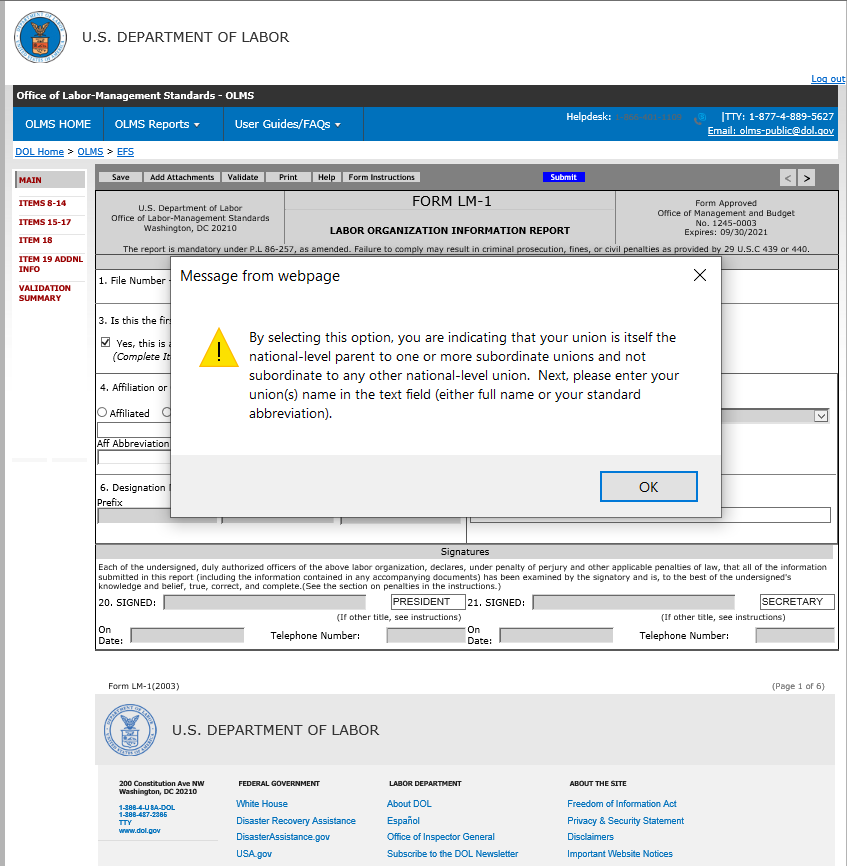 U.S. DEPARTMENT OF LABOR
Log out
Office of Labor-Management Standards - OLMS
OLMS HOME
OLMS Reports
User Guides/FAQs
Helpdesk:
|TTY: 1-877-4-889-5627
Email: olms-public@dol.gov
DOL Home > OLMS > EFS
MAIN
ITEMS 8-14
ITEMS 15-17
ITEM 18
ITEM 19 ADDNL
INFO
VALIDATION
SUMMARY
Save
Add Attachments
Validate
Print
Help
Form Instructions
Submit
<
>
U.S. Department of Labor
Office of Labor-Management Standards
Washington, DC 20210
FORM LM-1
LABOR ORGANIZATION INFORMATION REPORT
Form Approved
Office of Management and Budget
No. 1245-0003
Expires: 09/30/2021
The report is mandatory under P.L 86-257, as amended. Failure to comply may result in criminal prosecution, fines, or civil penalties as provided by 29 U.S.C 439 or 440.
1. File Number
3. Is this the
Yes, this is
(Complete
4. Affiliation or
Affiliated
Aff Abbreviation
6. Designation
Prefix
Message from webpage
By selecting this option, you are indicating that your union is itself the
national-level parent to one or more subordinate unions and not
subordinate to any other national-level union. Next, please enter your
union(s) name in the text field (either full name or your standard
abbreviation).
OK
Signatures
Each of the undersigned, duly authorized officers of the above labor organization, declares, under penalty of perjury and other applicable penalties of law, that all of the information
submitted in this report (including the information contained in any accompanying documents) has been examined by the signatory and is, to the best of the undersigned's
knowledge and belief, true, correct, and complete.(See the section on penalties in the instructions.)
20. SIGNED:
PRESIDENT
21. SIGNED:
SECRETARY
(If other title, see instructions)
(If other title, see instructions)
On
Date:
Telephone Number:
On
Date:
Telephone Number:
Form LM-1(2003)
(Page 1 of 6)
U.S. DEPARTMENT OF LABOR
200 Constitution Ave NW
Washington, DC 20210
1-866-4-USA-DOL
1-866-487-2365
TTY
www.dol.gov
FEDERAL GOVERNMENT
White House
Disaster Recovery Assistance
DisasterAssistance.gov
USA.gov
LABOR DEPARTMENT
About DOL
Español
Office of Inspector General
Subscribe to the DOL Newsletter
ABOUT THE SITE
Freedom of Information Act
Privacy & Security Statement
Disclaimers
Important Website Notices